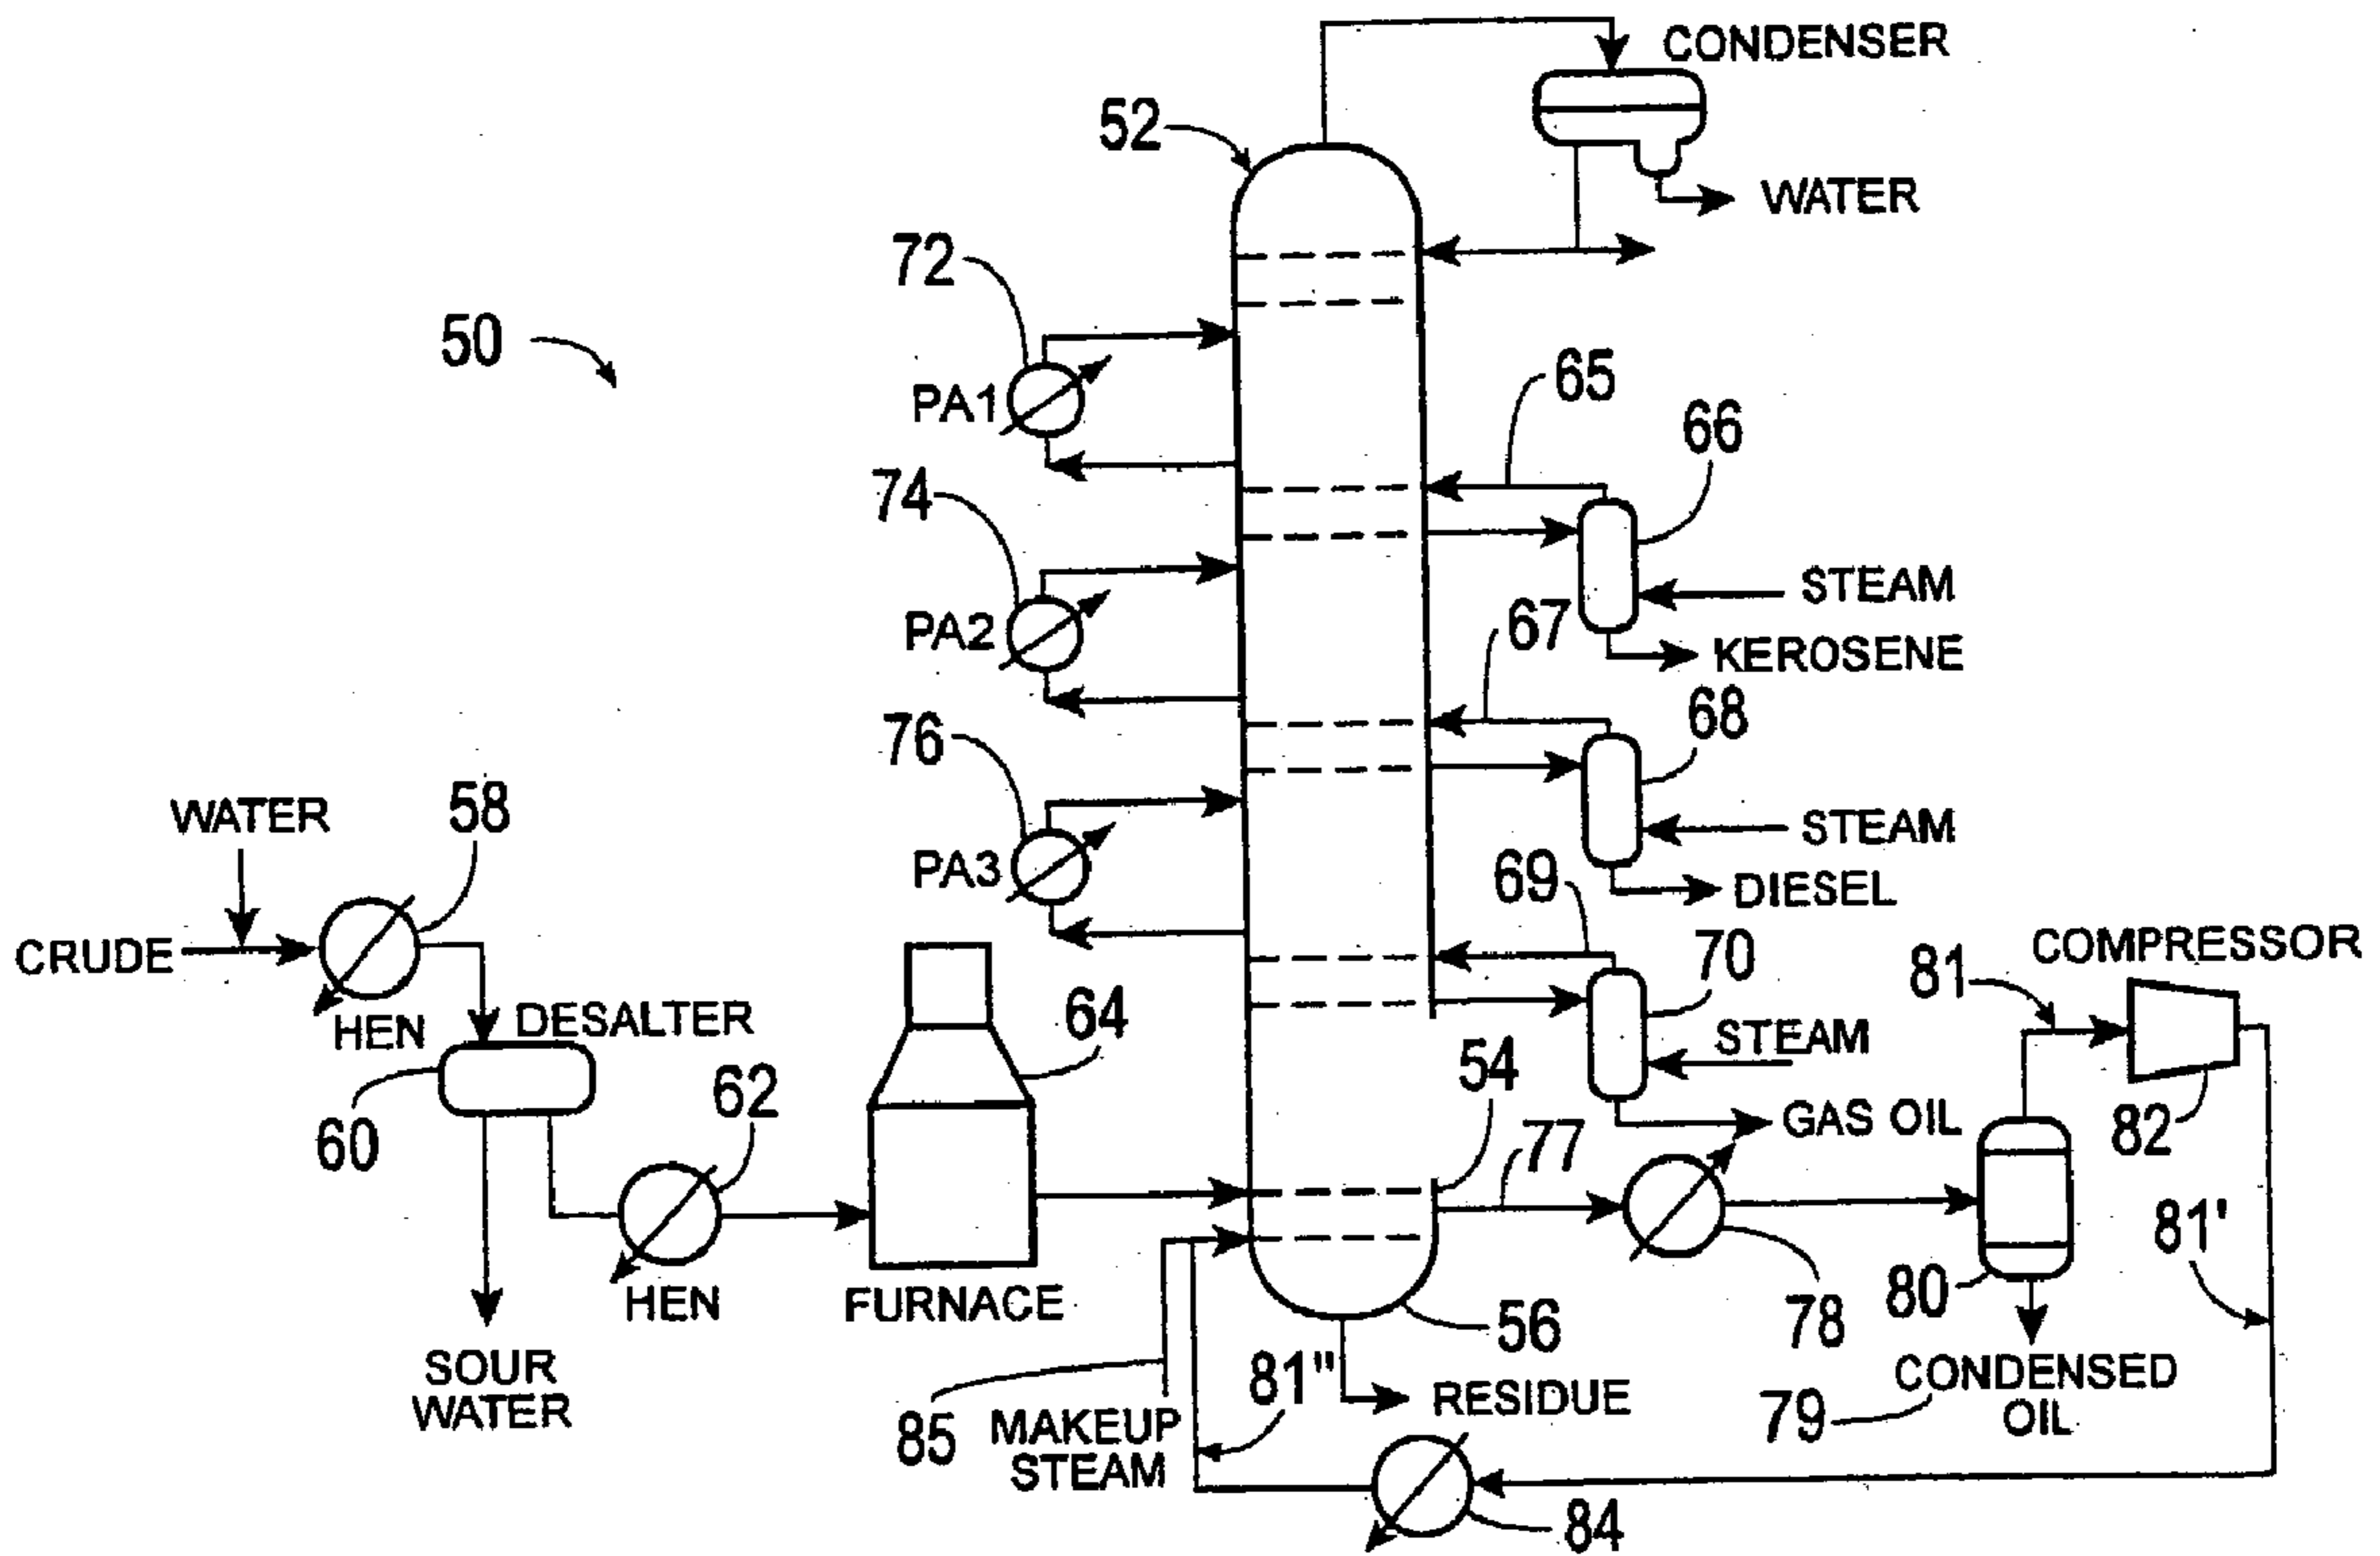 CONDENSER
52
WATER
72
50
65
PA1
66
74
STEAM
67
PA2
KEROSENE
68
76
58
WATER
STEAM
PA3
69
DIESEL
70
COMPRESSOR
CRUDE
81
64
DESALTER
HEN
STEAM
54
62
GAS OIL
82
60
77
81'
80
HEN
FURNACE
78
56
SOUR
WATER
81"
CONDENSED
OIL
RESIDUE
79
85
MAKEUP
STEAM
84